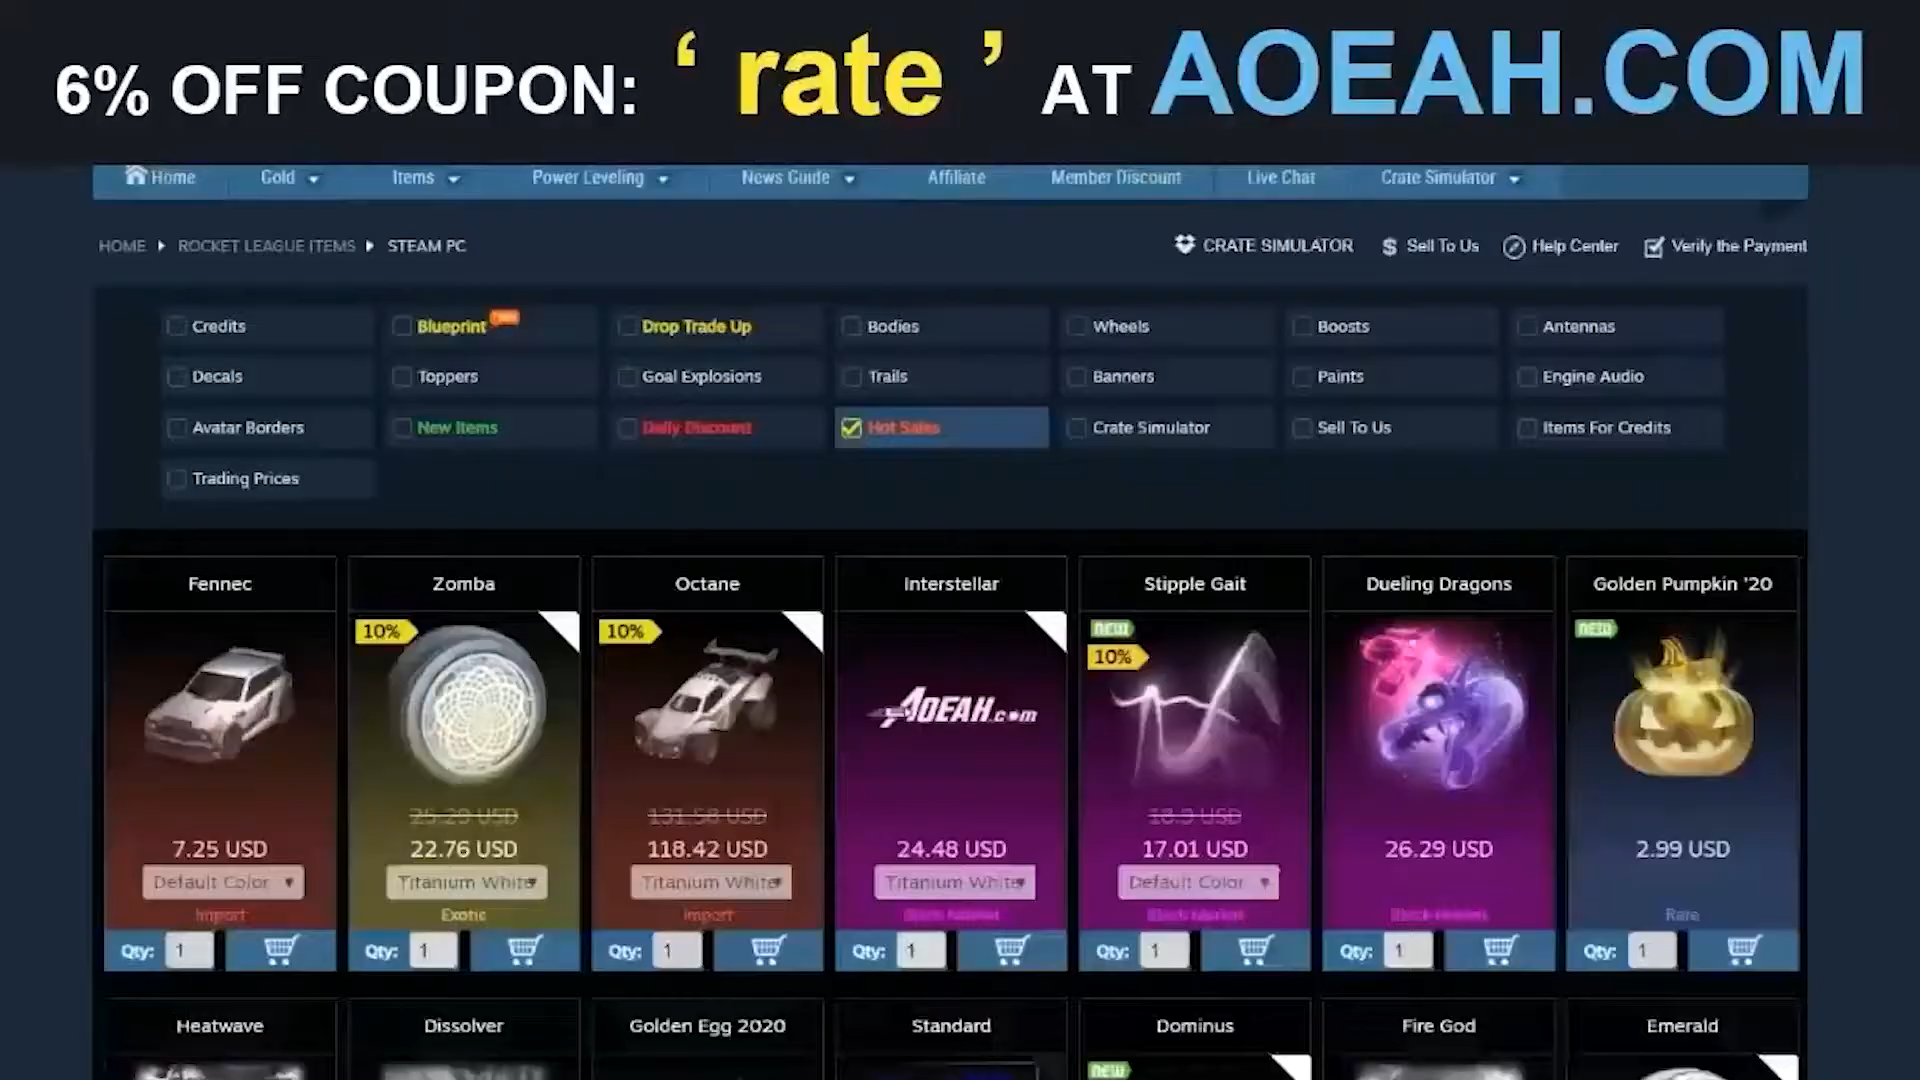 6% OFF COUPON: ‘ rate ’ AT AOEAH.COM
Home Gold Items Power Leveling News Guide Affiliate Member Discount Live Chat Crate Simulator
HOME ROCKET LEAGUE ITEMS STEAM PC CRATE SIMULATOR $ Sell To Us Help Center Verify the Payment
Credits Blueprint Drop Trade Up Bodies Wheels Boosts Antennas
Decals Toppers Goal Explosions Trails Banners Paints Engine Audio
Avatar Borders New Items Daily Discount Hot Sales Crate Simulator Sell To Us Items For Credits
Trading Prices
Fennec Zomba Octane Interstellar Stipple Gait Dueling Dragons Golden Pumpkin '20
new new
10% 10% 10%
AOEAH.com
25.29 USD 131.58 USD 18.9 USD
7.25 USD 22.76 USD 118.42 USD 24.48 USD 17.01 USD 26.29 USD 2.99 USD
Default Color Titanium White Titanium White Titanium White Default Color
Import Exotic Import Black Market Black Market Black Market Rare
Qty: 1 Qty: 1 Qty: 1 Qty: 1 Qty: 1 Qty: 1 Qty: 1
Heatwave Dissolver Golden Egg 2020 Standard Dominus Fire God Emerald
new